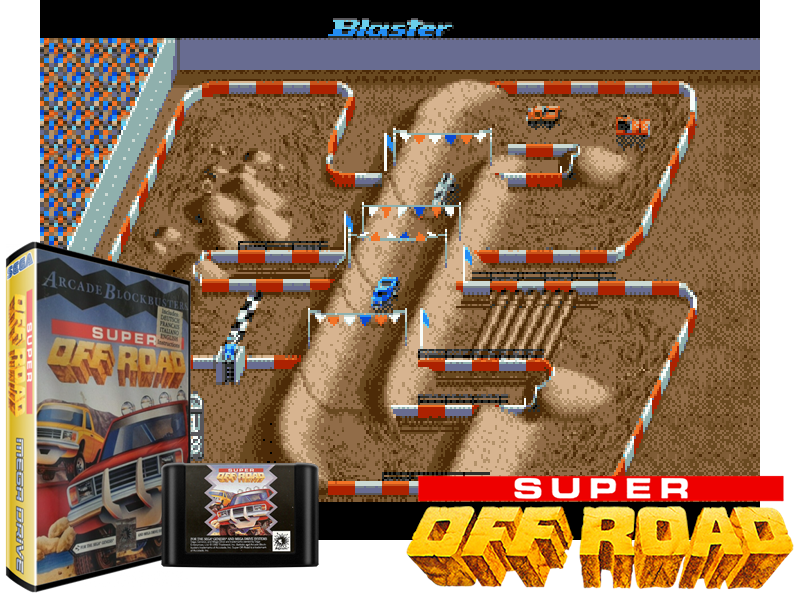 Blaster
SEGA
ARCADE BLOCKBUSTERS
SUPER
OFF ROAD
SUPER
OFF ROAD
MEGA DRIVE
SUPER
OFF ROAD
SUPER
OFF ROAD